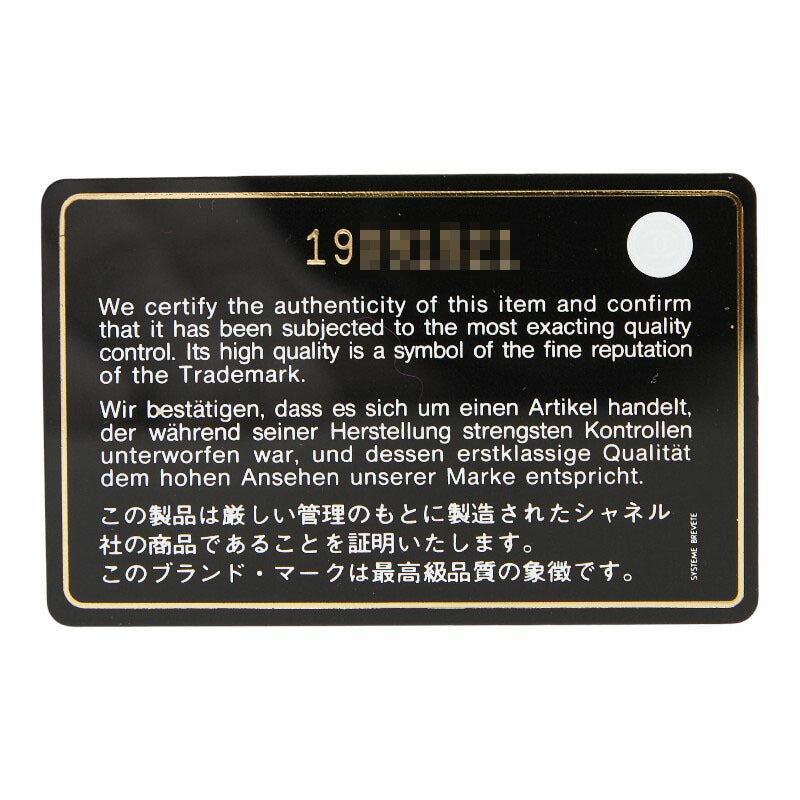 19
We certify the authenticity of this item and confirm
that it has been subjected to the most exacting quality
control. Its high quality is a symbol of the fine reputation
of the Trademark.
Wir bestätigen, dass es sich um einen Artikel handelt,
der während seiner Herstellung strengsten Kontrollen
unterworfen war, und dessen erstklassige Qualität
dem hohen Ansehen unserer Marke entspricht.
この製品は厳しい管理のもとに製造されたシャネル
社の商品であることを証明いたします。
このブランド・マークは最高級品質の象徴です。
SYSTEME BREVETE